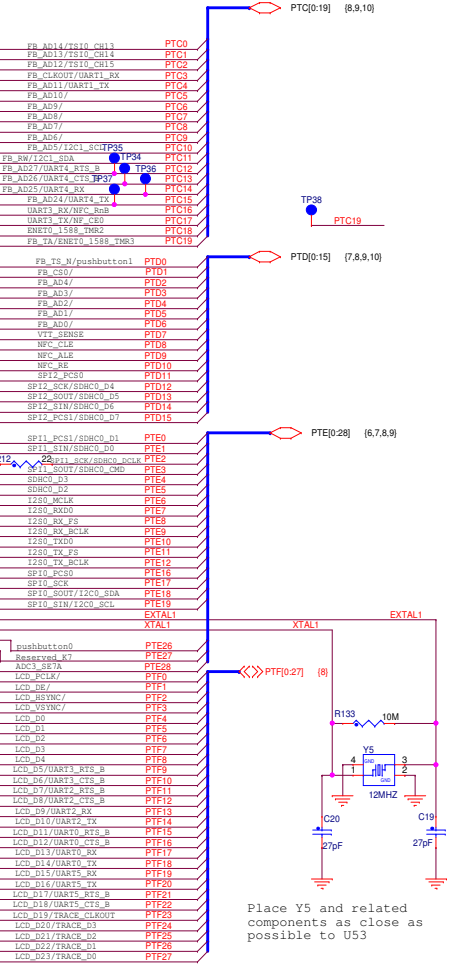 PTC[0:19] {8,9,10}
FB_AD14/TSI0_CH13 PTC0
FB_AD13/TSI0_CH14 PTC1
FB_AD12/TSI0_CH15 PTC2
FB_CLKOUT/UART1_RX PTC3
FB_AD11/UART1_TX PTC4
FB_AD10/ PTC5
FB_AD9/ PTC6
FB_AD8/ PTC7
FB_AD7/ PTC8
FB_AD6/ PTC9
FB_AD5/I2C1_SCL PTC10
TP35
FB_RW/I2C1_SDA PTC11
TP34
FB_AD27/UART4_RTS_B PTC12
TP36
FB_AD26/UART4_CTS_B PTC13
TP37
FB_AD25/UART4_RX PTC14
FB_AD24/UART4_TX PTC15
UART3_RX/NFC_RnB PTC16
UART3_TX/NF_CE0 PTC17
ENET0_1588_TMR2 PTC18
FB_TA/ENET0_1588_TMR3 PTC19
TP38
PTC19
PTD[0:15] {7,8,9,10}
FB_TS_N/pushbutton1 PTD0
FB_CS0/ PTD1
FB_AD4/ PTD2
FB_AD3/ PTD3
FB_AD2/ PTD4
FB_AD1/ PTD5
FB_AD0/ PTD6
VTT_SENSE PTD7
NFC_CLE PTD8
NFC_ALE PTD9
NFC_RE PTD10
SPI2_PCS0 PTD11
SPI2_SCK/SDHC0_D4 PTD12
SPI2_SOUT/SDHC0_D5 PTD13
SPI2_SIN/SDHC0_D6 PTD14
SPI2_PCS1/SDHC0_D7 PTD15
PTE[0:28] {6,7,8,9}
SPI1_PCS1/SDHC0_D1 PTE0
SPI1_SIN/SDHC0_D0 PTE1
212 22 SPI1_SCK/SDHC0_DCLK PTE2
SPI1_SOUT/SDHC0_CMD PTE3
SDHC0_D3 PTE4
SDHC0_D2 PTE5
I2S0_MCLK PTE6
I2S0_RXD0 PTE7
I2S0_RX_FS PTE8
I2S0_RX_BCLK PTE9
I2S0_TXD0 PTE10
I2S0_TX_FS PTE11
I2S0_TX_BCLK PTE12
SPI0_PCS0 PTE16
SPI0_SCK PTE17
SPI0_SOUT/I2C0_SDA PTE18
SPI0_SIN/I2C0_SCL PTE19
EXTAL1 EXTAL1
XTAL1 XTAL1
pushbutton0 PTE26
Reserved_K7 PTE27
ADC3_SE7A PTE28
PTF[0:27] {8}
LCD_PCLK/ PTF0
LCD_DE/ PTF1
LCD_HSYNC/ PTF2
LCD_VSYNC/ PTF3
LCD_D0 PTF4
LCD_D1 PTF5
LCD_D2 PTF6
LCD_D3 PTF7
LCD_D4 PTF8
LCD_D5/UART3_RTS_B PTF9
LCD_D6/UART3_CTS_B PTF10
LCD_D7/UART2_RTS_B PTF11
LCD_D8/UART2_CTS_B PTF12
LCD_D9/UART2_RX PTF13
LCD_D10/UART2_TX PTF14
LCD_D11/UART0_RTS_B PTF15
LCD_D12/UART0_CTS_B PTF16
LCD_D13/UART0_RX PTF17
LCD_D14/UART0_TX PTF18
LCD_D15/UART5_RX PTF19
LCD_D16/UART5_TX PTF20
LCD_D17/UART5_RTS_B PTF21
LCD_D18/UART5_CTS_B PTF22
LCD_D19/TRACE_CLKOUT PTF23
LCD_D20/TRACE_D3 PTF24
LCD_D21/TRACE_D2 PTF25
LCD_D22/TRACE_D1 PTF26
LCD_D23/TRACE_D0 PTF27
R133 10M
Y5
4 GND 3
1 GND 2
12MHZ
C20
27pF
C19
27pF
Place Y5 and related
components as close as
possible to U53